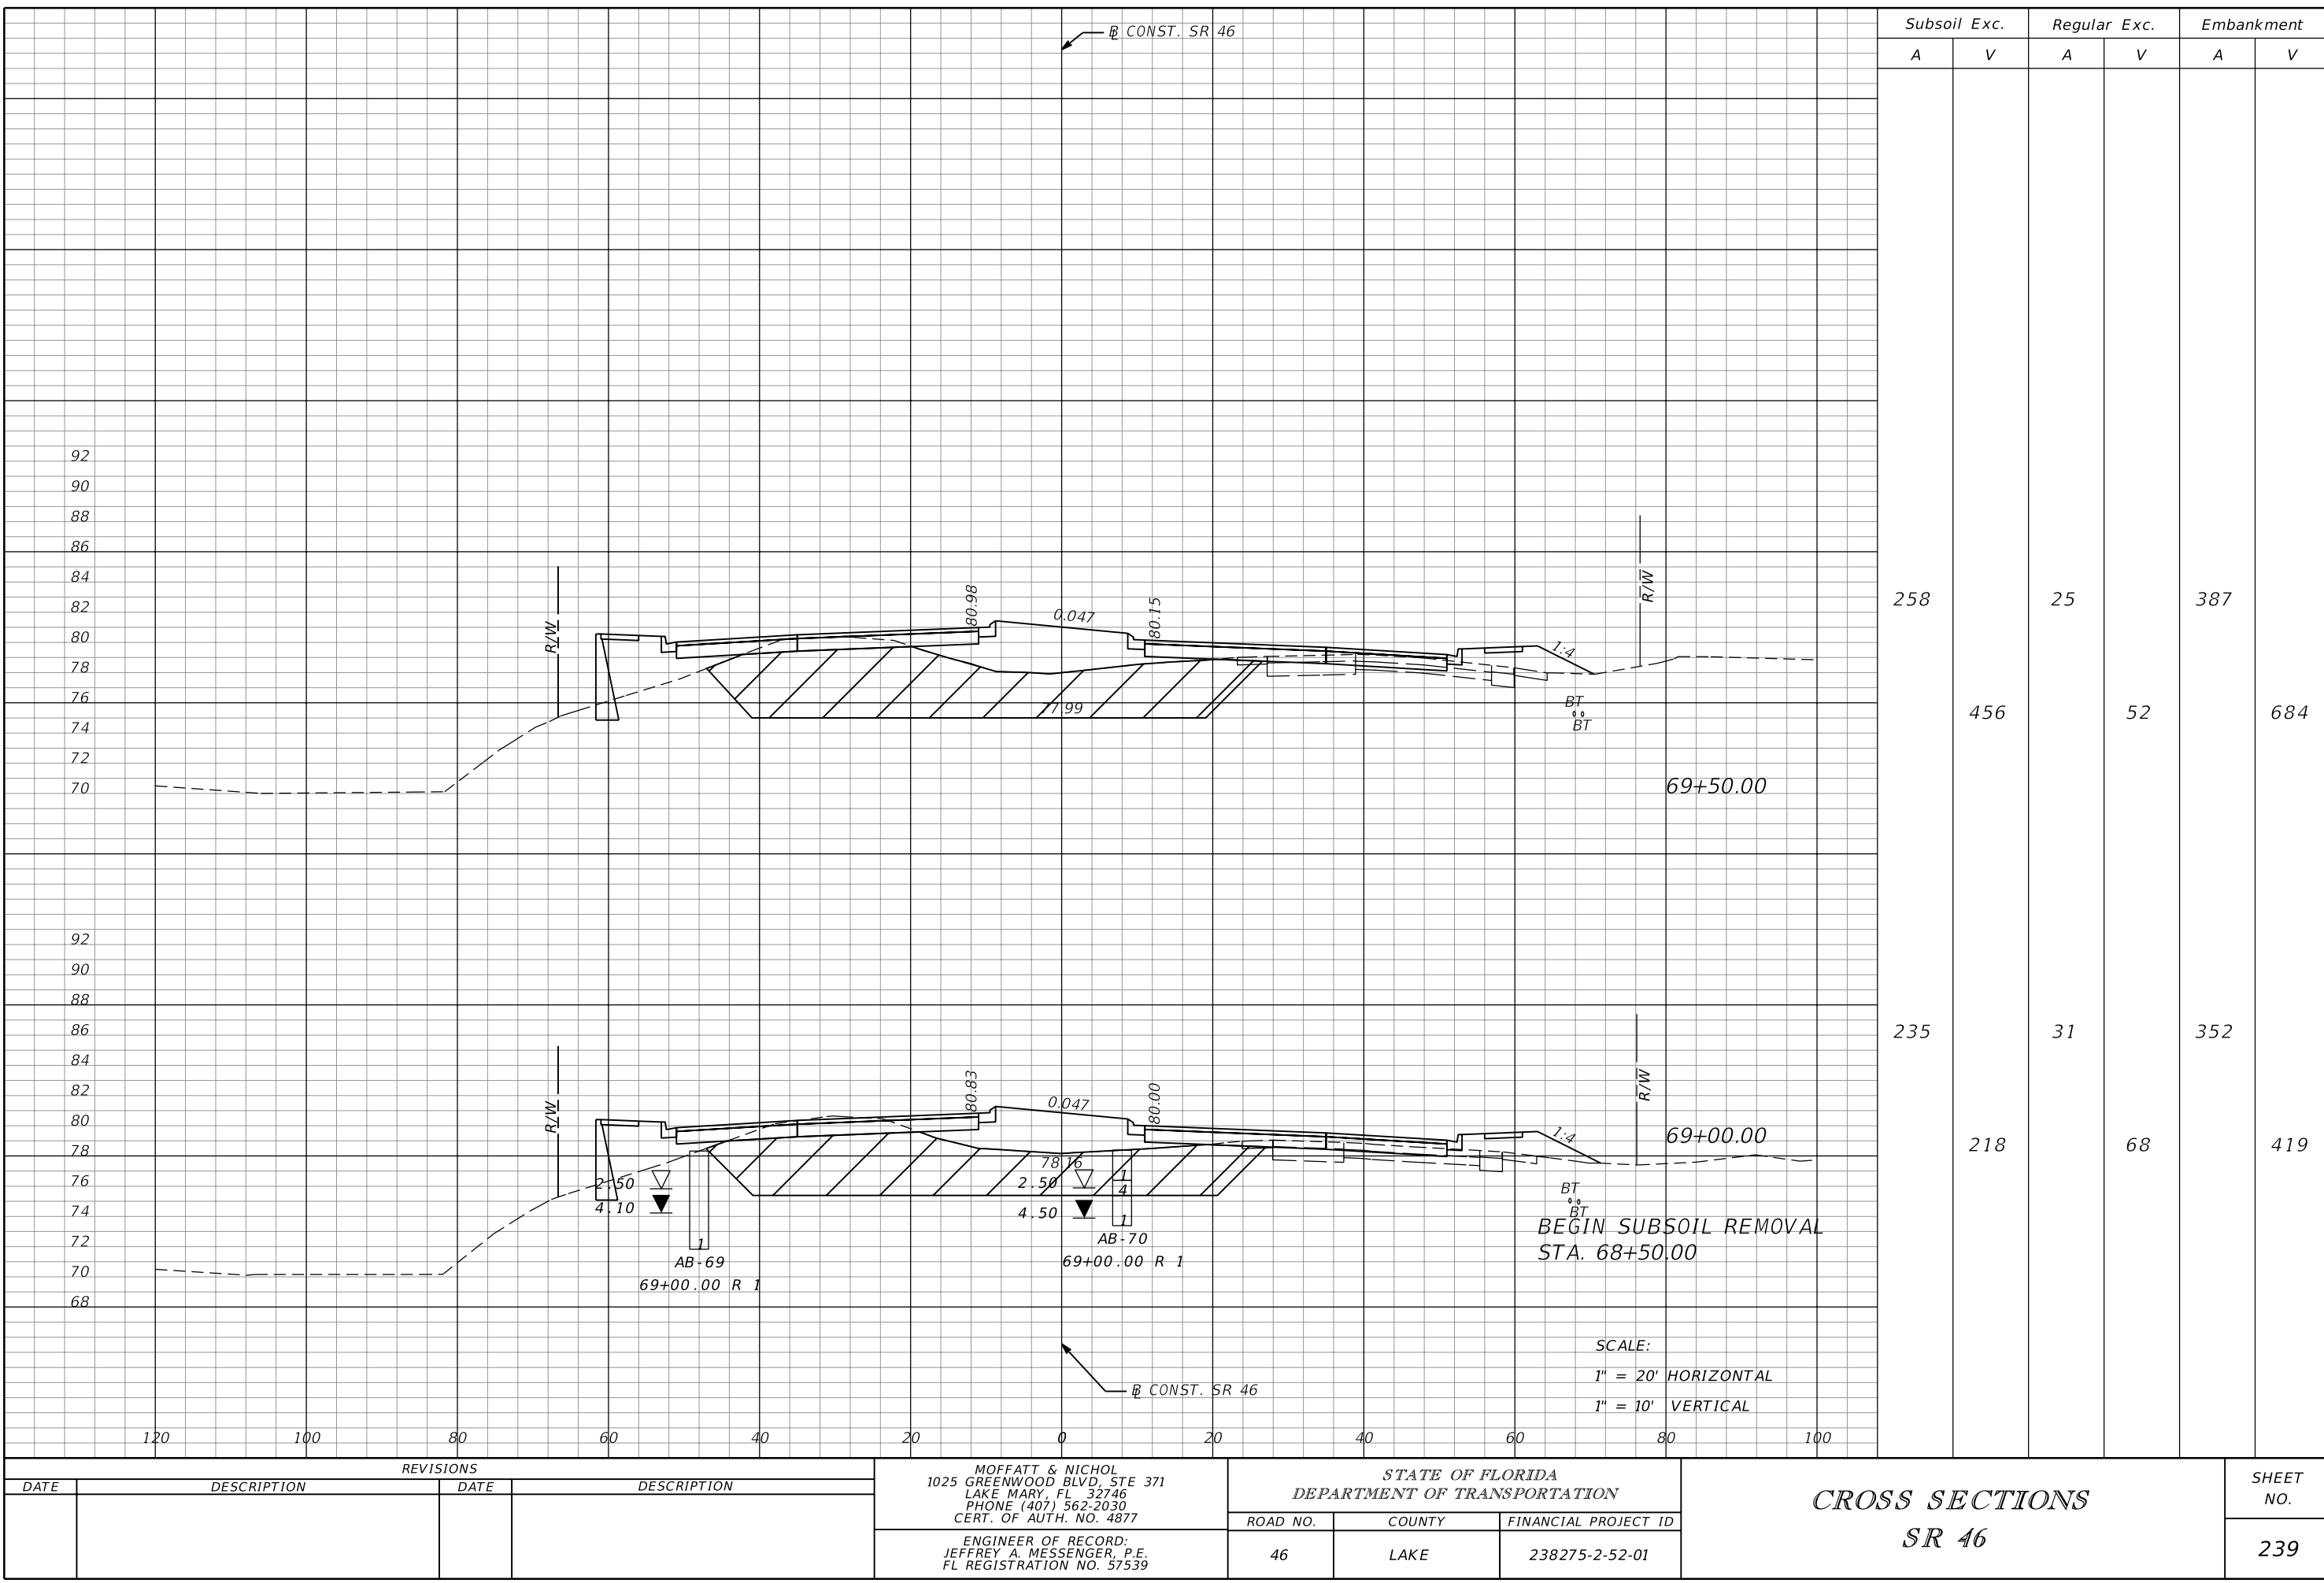 ℄ CONST. SR 46
Subsoil Exc. Regular Exc. Embankment
A V A V A V
92
90
88
86
84
82
80
78
76
74
72
70
R/W
80.98
0.047
80.15
R/W
1:4
77.99
BT
BT
69+50.00
258 25 387
456 52 684
92
90
88
86
84
82
80
78
76
74
72
70
68
R/W
80.83
0.047
80.00
R/W
1:4
69+00.00
78.16
2.50
4.10
1
AB-69
69+00.00 R 1
2.50
4.50
1
4
1
AB-70
69+00.00 R 1
BT
BT
BEGIN SUBSOIL REMOVAL
STA. 68+50.00
235 31 352
218 68 419
SCALE:
1" = 20' HORIZONTAL
1" = 10' VERTICAL
℄ CONST. SR 46
120 100 80 60 40 20 0 20 40 60 80 100
REVISIONS
DATE DESCRIPTION DATE DESCRIPTION
MOFFATT & NICHOL
1025 GREENWOOD BLVD, STE 371
LAKE MARY, FL 32746
PHONE (407) 562-2030
CERT. OF AUTH. NO. 4877
ENGINEER OF RECORD:
JEFFREY A. MESSENGER, P.E.
FL REGISTRATION NO. 57539
STATE OF FLORIDA
DEPARTMENT OF TRANSPORTATION
ROAD NO. COUNTY FINANCIAL PROJECT ID
46 LAKE 238275-2-52-01
CROSS SECTIONS
SR 46
SHEET
NO.
239